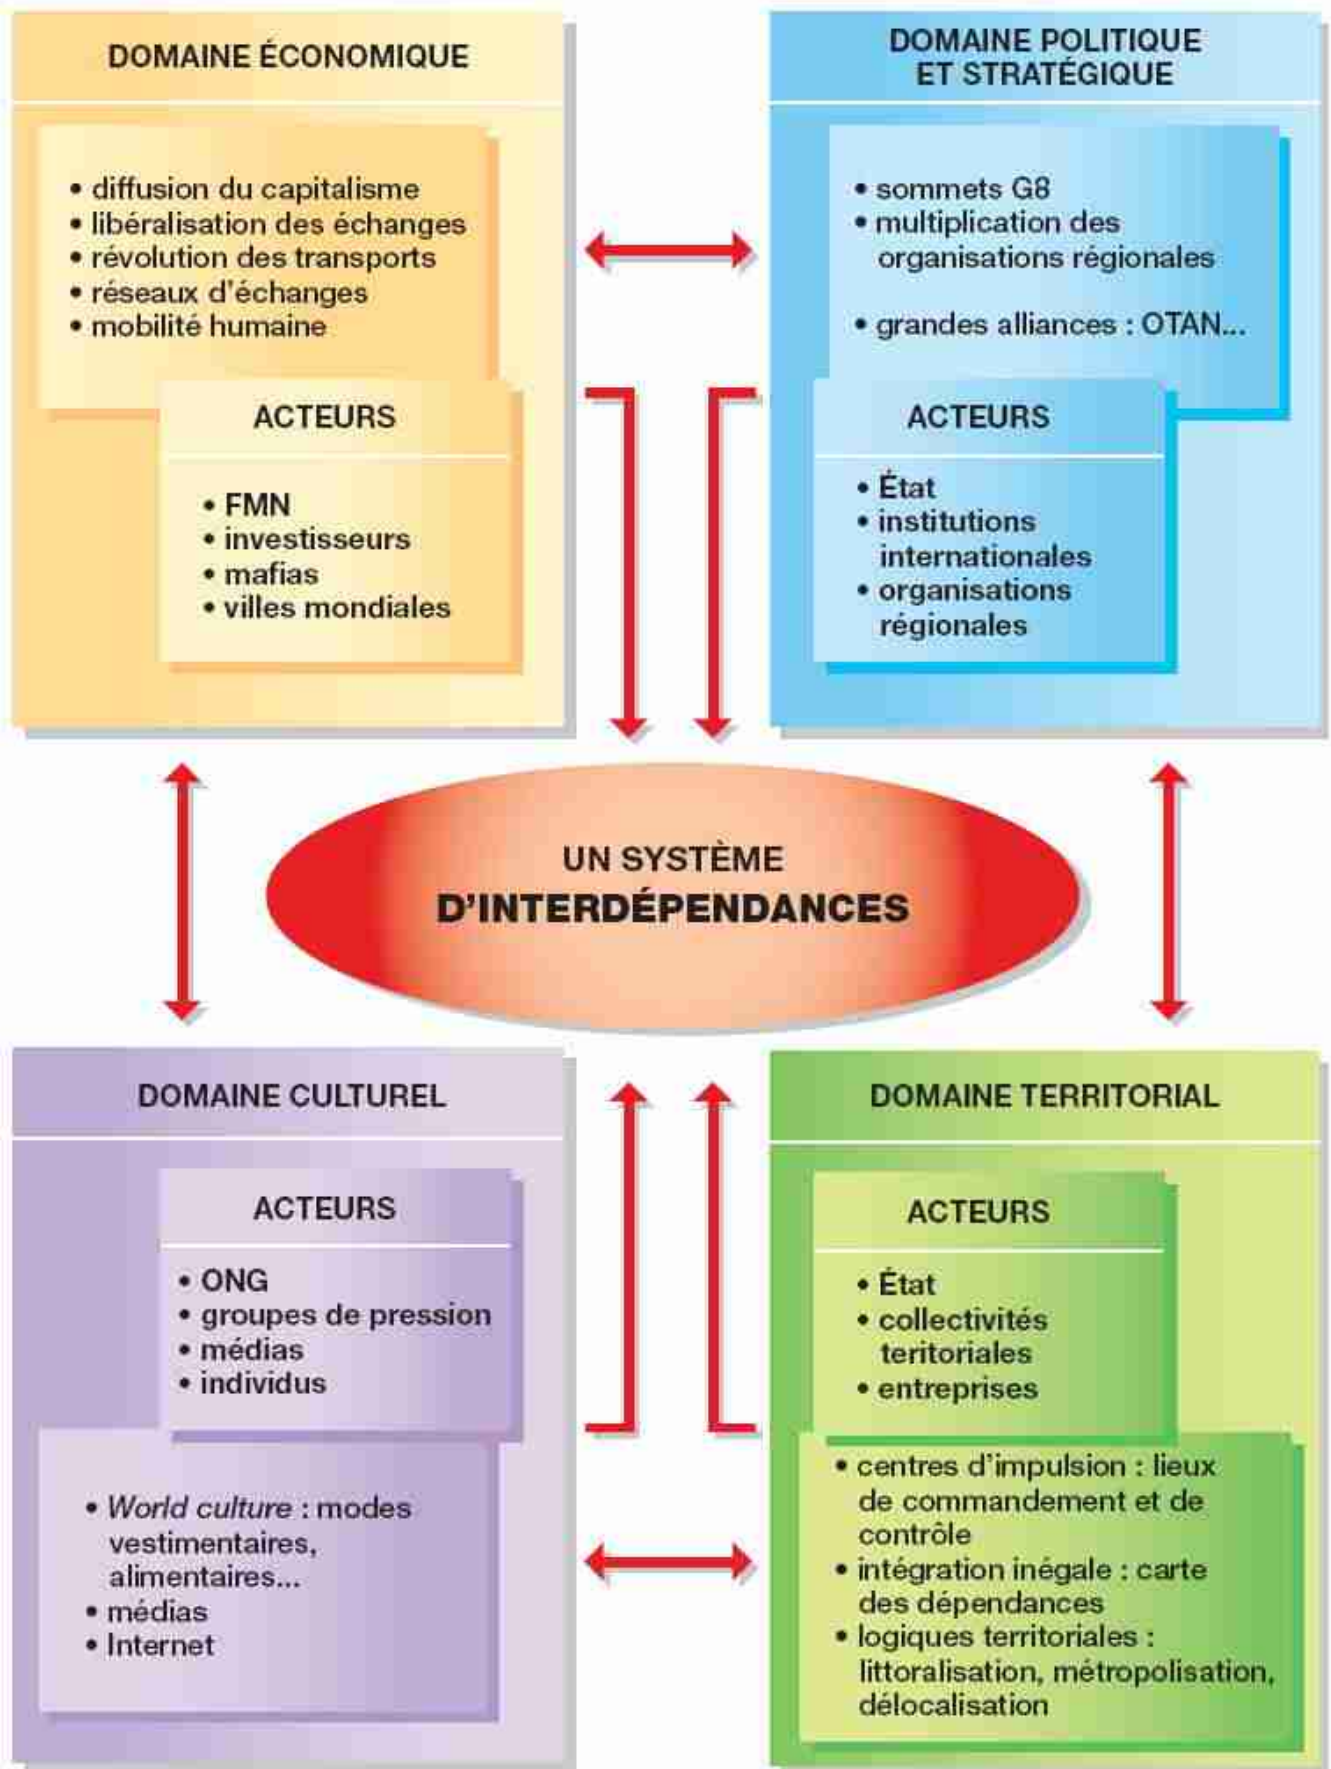 DOMAINE ÉCONOMIQUE
• diffusion du capitalisme
• libéralisation des échanges
• révolution des transports
• réseaux d'échanges
• mobilité humaine
ACTEURS
• FMN
• investisseurs
• mafias
• villes mondiales
DOMAINE POLITIQUE
ET STRATÉGIQUE
• sommets G8
• multiplication des
organisations régionales
• grandes alliances : OTAN...
ACTEURS
• État
• institutions
internationales
• organisations
régionales
UN SYSTÈME
D'INTERDÉPENDANCES
DOMAINE CULTUREL
ACTEURS
• ONG
• groupes de pression
• médias
• individus
• World culture : modes
vestimentaires,
alimentaires...
• médias
• Internet
DOMAINE TERRITORIAL
ACTEURS
• État
• collectivités
teritoriales
• entreprises
• centres d'impulsion : lieux
de commandement et de
contrôle
• intégration inégale : carte
des dépendances
• logiques territoriales :
littoralisation, métropolisation,
délocalisation